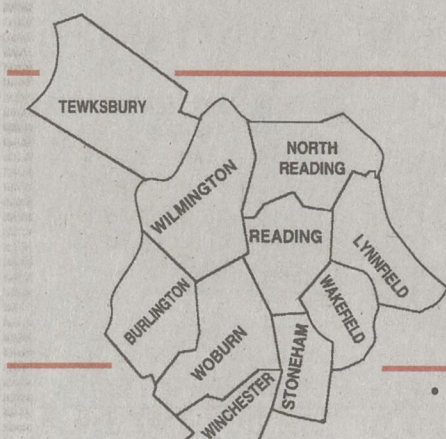 TEWKSBURY
NORTH
READING
WILMINGTON
READING
LYNNFIELD
BURLINGTON
WAKEFIELD
WOBURN
STONEHAM
WINCHESTER